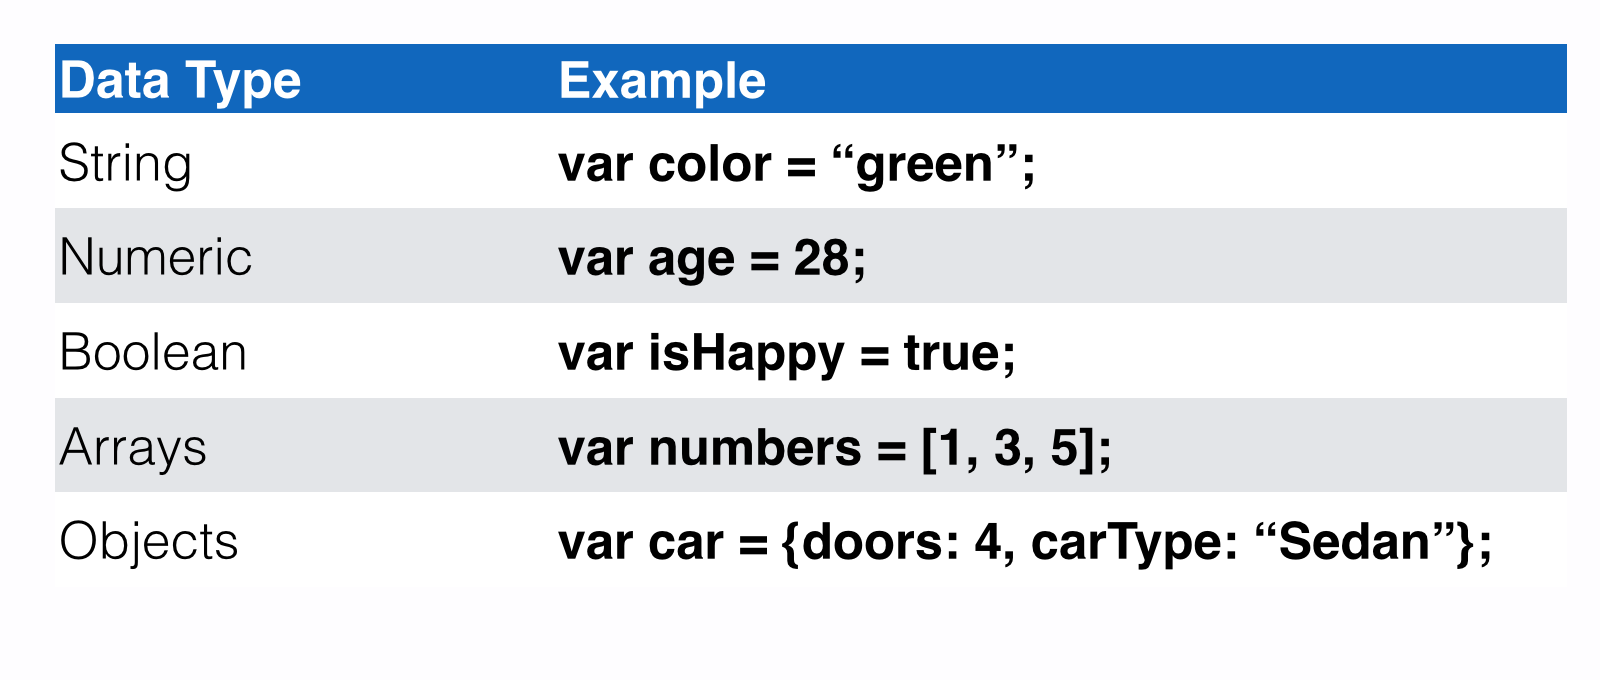 Data Type Example
String var color = “green”;
Numeric var age = 28;
Boolean var isHappy = true;
Arrays var numbers = [1, 3, 5];
Objects var car = {doors: 4, carType: “Sedan”};